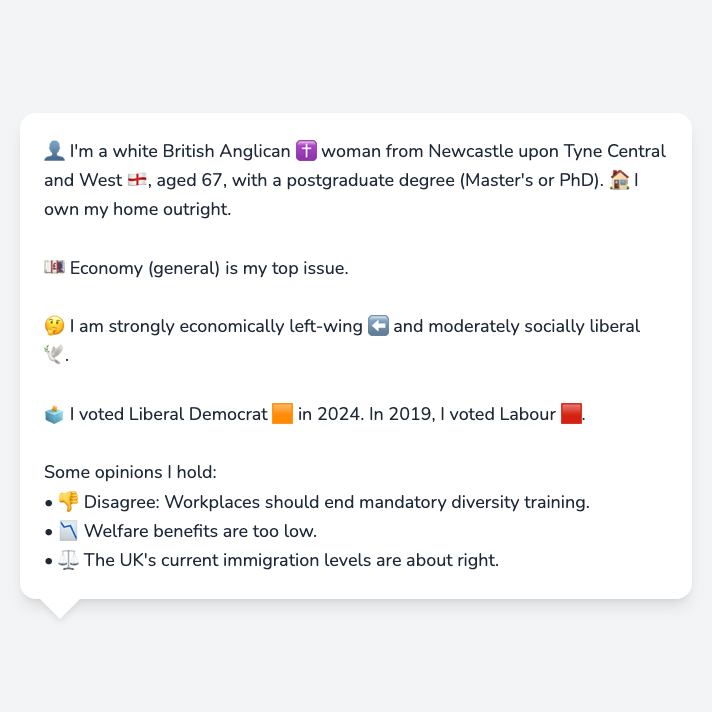 👤 I'm a white British Anglican ✝️ woman from Newcastle upon Tyne Central
and West 🏴󠁧󠁢󠁥󠁮󠁧󠁿, aged 67, with a postgraduate degree (Master's or PhD). 🏠 I
own my home outright.
💷 Economy (general) is my top issue.
🤔 I am strongly economically left-wing ⬅️ and moderately socially liberal
🕊️.
🗳️ I voted Liberal Democrat 🟧 in 2024. In 2019, I voted Labour 🟥.
Some opinions I hold:
• 👎 Disagree: Workplaces should end mandatory diversity training.
• 📉 Welfare benefits are too low.
• ⚖️ The UK's current immigration levels are about right.